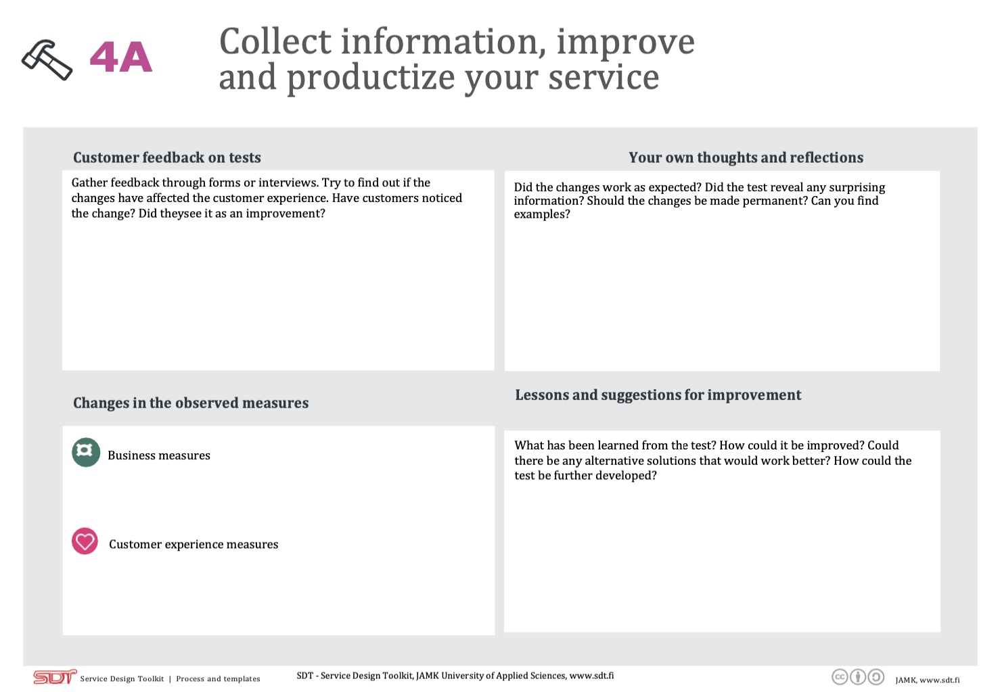 4A
Collect information, improve
and productize your service
Customer feedback on tests
Gather feedback through forms or interviews. Try to find out if the
changes have affected the customer experience. Have customers noticed
the change? Did theysee it as an improvement?
Your own thoughts and reflections
Did the changes work as expected? Did the test reveal any surprising
information? Should the changes be made permanent? Can you find
examples?
Changes in the observed measures
Business measures
Customer experience measures
Lessons and suggestions for improvement
What has been learned from the test? How could it be improved? Could
there be any alternative solutions that would work better? How could the
test be further developed?
SDT Service Design Toolkit | Process and templates
SDT - Service Design Toolkit, JAMK University of Applied Sciences, www.sdt.fi
cc
JAMK, www.sdt.fi